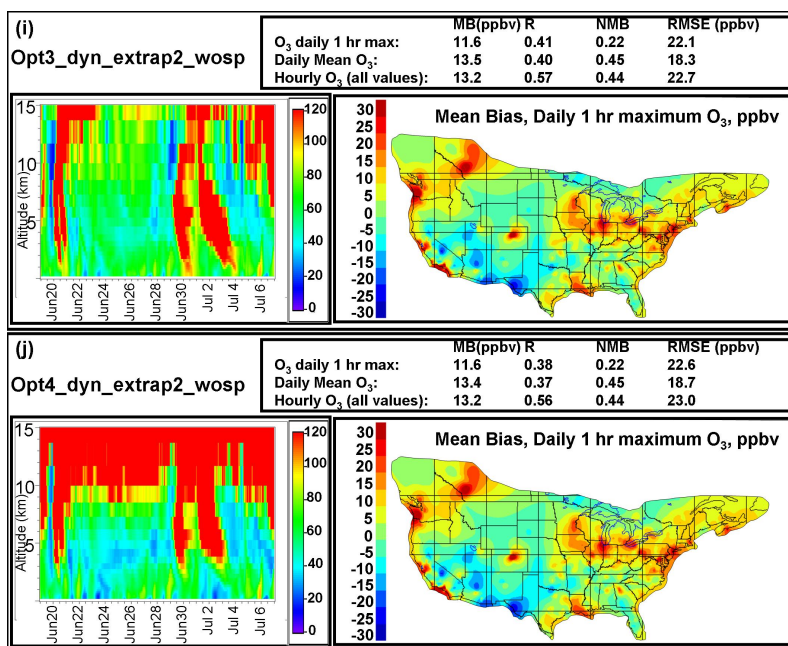 (i)
Opt3_dyn_extrap2_wosp
MB(ppbv) R NMB RMSE (ppbv)
O3 daily 1 hr max: 11.6 0.41 0.22 22.1
Daily Mean O3: 13.5 0.40 0.45 18.3
Hourly O3 (all values): 13.2 0.57 0.44 22.7
Altitude (km)
15
10
5
Jun20
Jun22
Jun24
Jun26
Jun28
Jun30
Jul 2
Jul 4
Jul 6
120
100
80
60
40
20
0
Mean Bias, Daily 1 hr maximum O3, ppbv
30
25
20
15
10
5
0
-5
-10
-15
-20
-25
-30
(j)
Opt4_dyn_extrap2_wosp
MB(ppbv) R NMB RMSE (ppbv)
O3 daily 1 hr max: 11.6 0.38 0.22 22.6
Daily Mean O3: 13.4 0.37 0.45 18.7
Hourly O3 (all values): 13.2 0.56 0.44 23.0
Altitude (km)
15
10
5
Jun20
Jun22
Jun24
Jun26
Jun28
Jun30
Jul 2
Jul 4
Jul 6
120
100
80
60
40
20
0
Mean Bias, Daily 1 hr maximum O3, ppbv
30
25
20
15
10
5
0
-5
-10
-15
-20
-25
-30